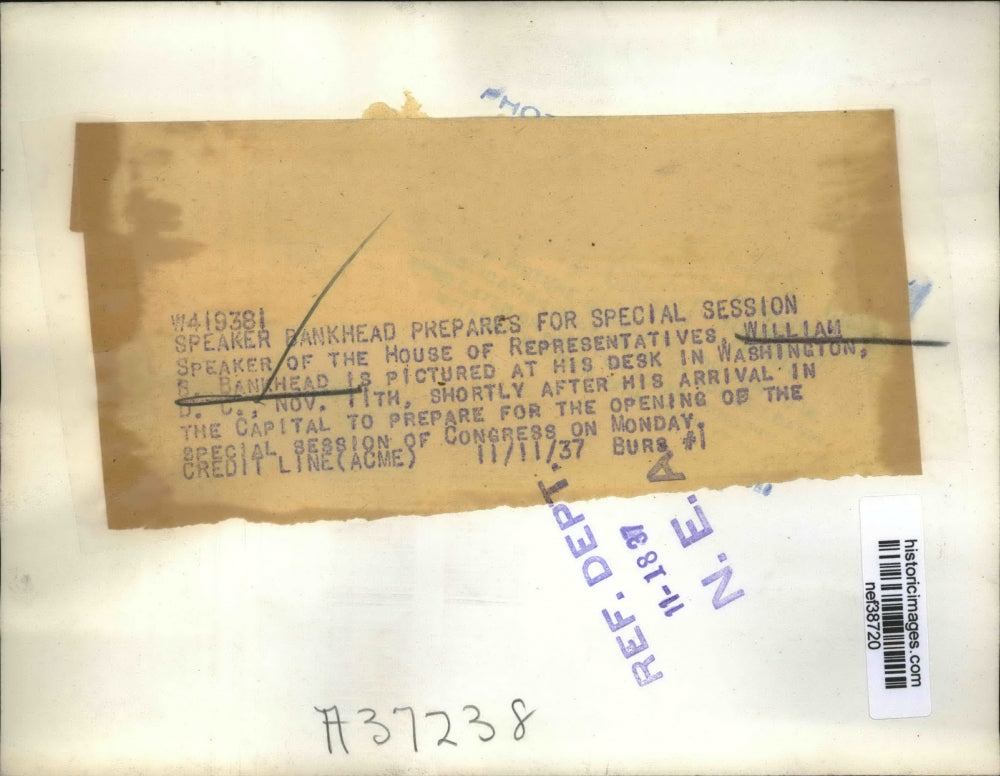 PHO
W419381
SPEAKER BANKHEAD PREPARES FOR SPECIAL SESSION
SPEAKER OF THE HOUSE OF REPRESENTATIVES, WILLIAM
B. BANKHEAD IS PICTURED AT HIS DESK IN WASHINGTON,
D. C., NOV. 11TH, SHORTLY AFTER HIS ARRIVAL IN
THE CAPITAL TO PREPARE FOR THE OPENING OF THE
SPECIAL SESSION OF CONGRESS ON MONDAY.
CREDIT LINE(ACME) 11/11/37 BURS #1
REF. DEPT.
11-18 37
N. E. A.
historicimages.com
nef38720
A37238